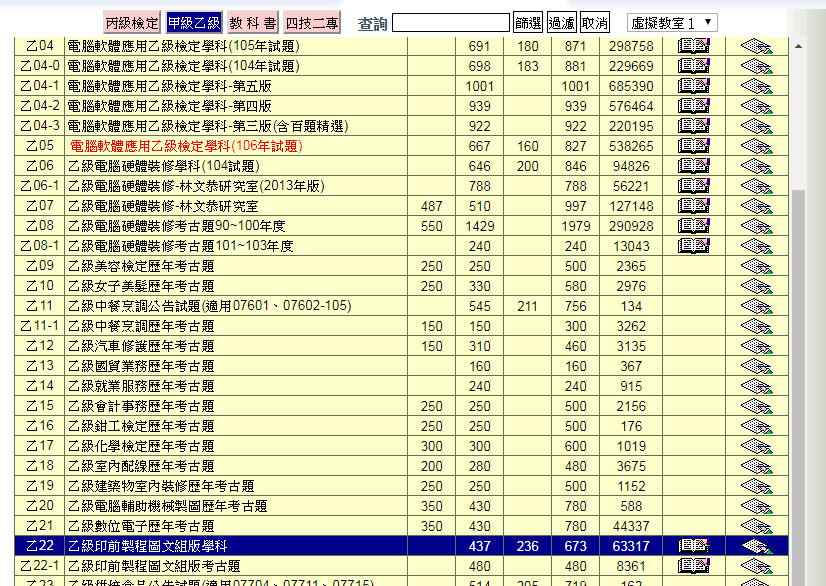 丙級檢定 甲級乙級 教 科 書 四技二專 查詢 篩選 過濾 取消 虛擬教室 1
乙04 電腦軟體應用乙級檢定學科(105年試題) 691 180 871 298758
乙04-0 電腦軟體應用乙級檢定學科(104年試題) 698 183 881 229669
乙04-1 電腦軟體應用乙級檢定學科-第五版 1001 1001 685390
乙04-2 電腦軟體應用乙級檢定學科-第四版 939 939 576464
乙04-3 電腦軟體應用乙級檢定學科-第三版(含百題精選) 922 922 220195
乙05 電腦軟體應用乙級檢定學科(106年試題) 667 160 827 538265
乙06 乙級電腦硬體裝修學科(104試題) 646 200 846 94826
乙06-1 乙級電腦硬體裝修-林文恭研究室(2013年版) 788 788 56221
乙07 乙級電腦硬體裝修-林文恭研究室 487 510 997 127148
乙08 乙級電腦硬體裝修考古題90~100年度 550 1429 1979 290928
乙08-1 乙級電腦硬體裝修考古題101~103年度 240 240 13043
乙09 乙級美容檢定歷年考古題 250 250 500 2365
乙10 乙級女子美髮歷年考古題 250 330 580 2976
乙11 乙級中餐烹調公告試題(適用07601、07602-105) 545 211 756 134
乙11-1 乙級中餐烹調歷年考古題 150 150 300 3262
乙12 乙級汽車修護歷年考古題 150 310 460 3135
乙13 乙級國貿業務歷年考古題 160 160 367
乙14 乙級就業服務歷年考古題 240 240 915
乙15 乙級會計事務歷年考古題 250 250 500 2156
乙16 乙級鉗工檢定歷年考古題 250 250 500 176
乙17 乙級化學檢定歷年考古題 300 300 600 1019
乙18 乙級室內配線歷年考古題 200 280 480 3675
乙19 乙級建築物室內裝修歷年考古題 250 250 500 1152
乙20 乙級電腦輔助機械製圖歷年考古題 350 430 780 588
乙21 乙級數位電子歷年考古題 350 430 780 44337
乙22 乙級印前製程圖文組版學科 437 236 673 63317
乙22-1 乙級印前製程圖文組版考古題 480 480 8361
乙23 乙級烘焙食品公告試題(適用07704、07711、07715) 514 205 719 162